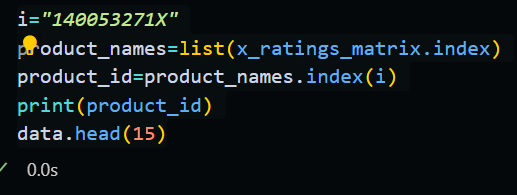 i="140053271X"
product_names=list(x_ratings_matrix.index)
product_id=product_names.index(i)
print(product_id)
data.head(15)
0.0s